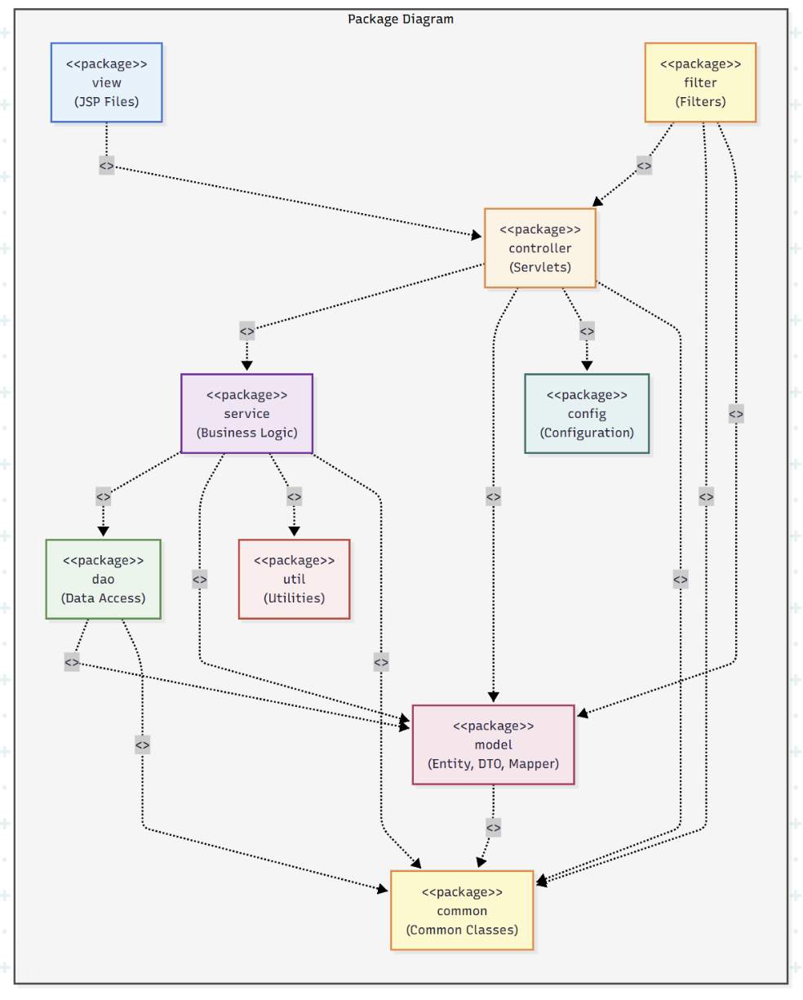 Package Diagram
<<package>>
view
(JSP Files)
<<package>>
filter
(Filters)
<>
<>
<<package>>
controller
(Servlets)
<>
<>
<<package>>
service
(Business Logic)
<<package>>
config
(Configuration)
<>
<>
<>
<>
<>
<<package>>
dao
(Data Access)
<<package>>
util
(Utilities)
<>
<>
<>
<>
<<package>>
model
(Entity, DTO, Mapper)
<>
<>
<<package>>
common
(Common Classes)